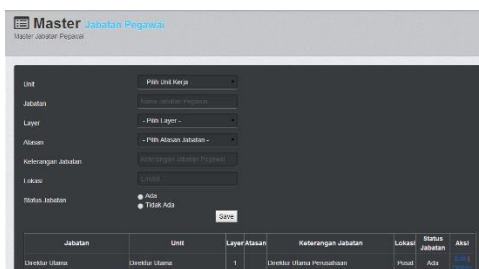 Master Jabatan Pegawai
Master Jabatan Pegawai
Unit
Pilih Unit Kerja
Jabatan
Nama Jabatan Pegawai
Layer
- Pilih Layer -
Atasan
- Pilih Atasan Jabatan -
Keterangan Jabatan
Keterangan Jabatan Pegawai
Lokasi
Status Jabatan
Ada
Tidak Ada
Save
Jabatan Unit Layer Atasan Keterangan Jabatan Lokasi Status Jabatan Aksi
Direktur Utama Direktur Utama 1 Direktur Utama Perusahaan Pusat Ada Edit |